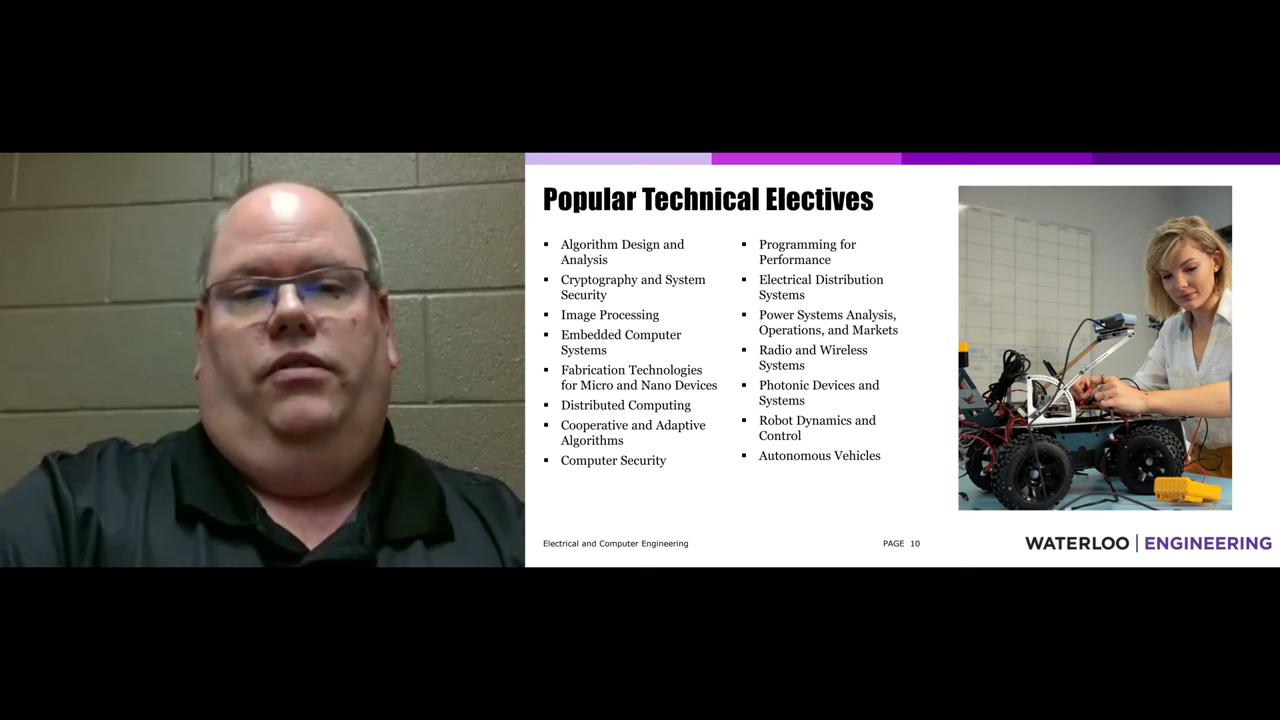 Popular Technical Electives
Algorithm Design and
Analysis
Cryptography and System
Security
Image Processing
Embedded Computer
Systems
Fabrication Technologies
for Micro and Nano Devices
Distributed Computing
Cooperative and Adaptive
Algorithms
Computer Security
Programming for
Performance
Electrical Distribution
Systems
Power Systems Analysis,
Operations, and Markets
Radio and Wireless
Systems
Photonic Devices and
Systems
Robot Dynamics and
Control
Autonomous Vehicles
Electrical and Computer Engineering
PAGE 10
WATERLOO | ENGINEERING